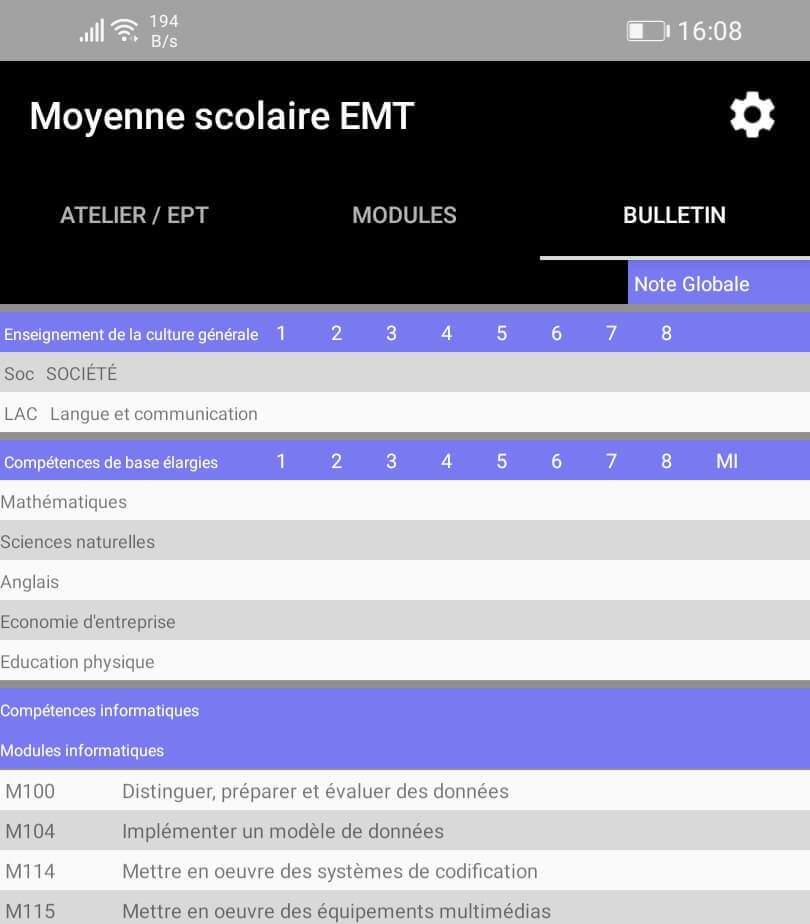 194
B/s
16:08
Moyenne scolaire EMT
ATELIER / EPT MODULES BULLETIN
Note Globale
Enseignement de la culture générale 1 2 3 4 5 6 7 8
Soc SOCIÉTÉ
LAC Langue et communication
Compétences de base élargies 1 2 3 4 5 6 7 8 MI
Mathématiques
Sciences naturelles
Anglais
Economie d'entreprise
Education physique
Compétences informatiques
Modules informatiques
M100 Distinguer, préparer et évaluer des données
M104 Implémenter un modèle de données
M114 Mettre en oeuvre des systèmes de codification
M115 Mettre en oeuvre des équipements multimédias